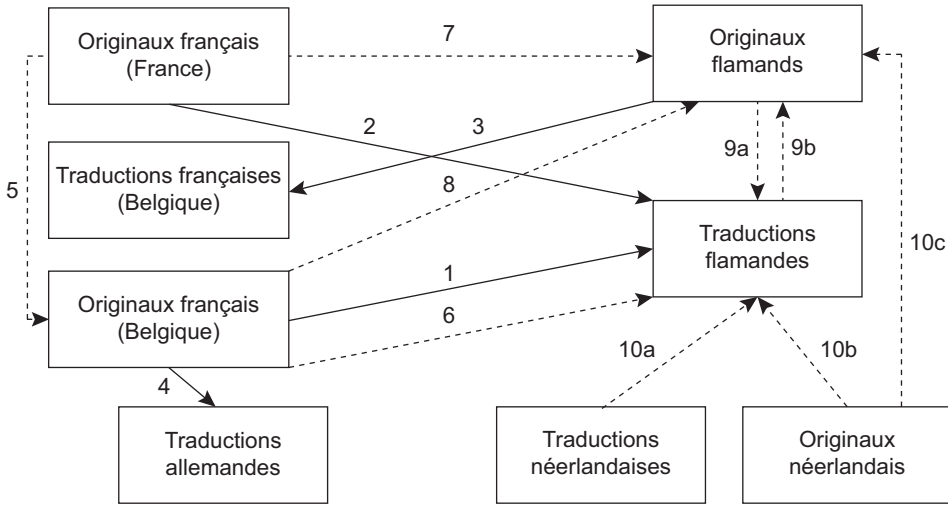 Originaux français
(France)
7
Originaux
flamands
2
3
9a
9b
Traductions françaises
(Belgique)
5
8
Traductions
flamandes
10c
1
Originaux français
(Belgique)
6
10a
10b
4
Traductions
allemandes
Traductions
néerlandaises
Originaux
néerlandais